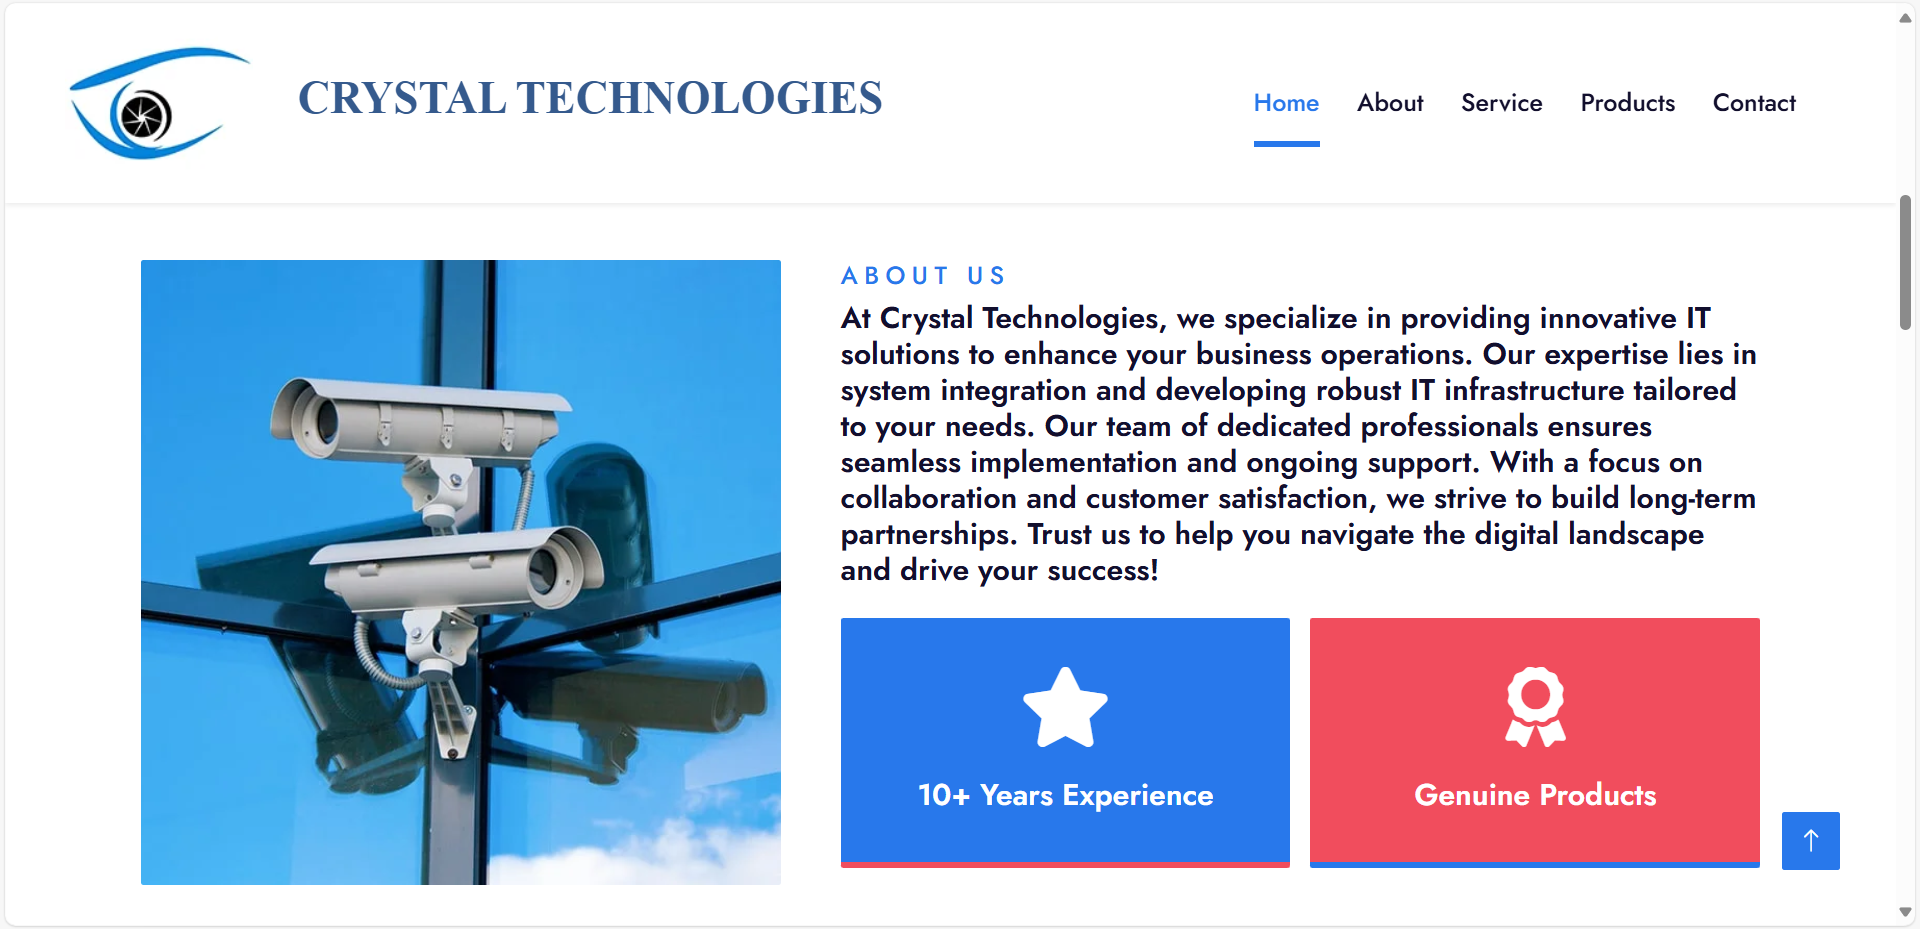 CRYSTAL TECHNOLOGIES
Home About Service Products Contact
ABOUT US
At Crystal Technologies, we specialize in providing innovative IT
solutions to enhance your business operations. Our expertise lies in
system integration and developing robust IT infrastructure tailored
to your needs. Our team of dedicated professionals ensures
seamless implementation and ongoing support. With a focus on
collaboration and customer satisfaction, we strive to build long-term
partnerships. Trust us to help you navigate the digital landscape
and drive your success!
10+ Years Experience
Genuine Products